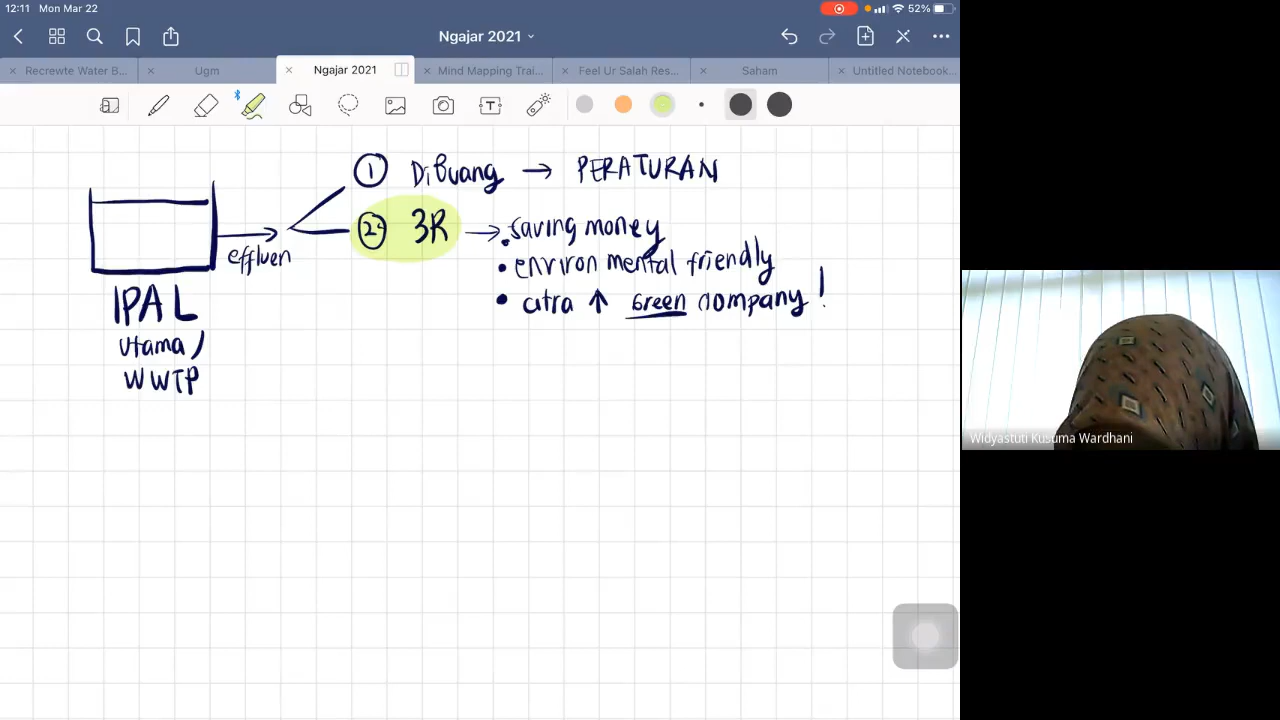 12:11 Mon Mar 22
52%
Ngajar 2021
Recrewte Water B...
Ugm
Ngajar 2021
Mind Mapping Trai...
Feel Ur Salah Res...
Saham
Untitled Notebook...
1 Dibuang → PERATURAN
2 3R → • saving money
effluen
• environmental friendly
• citra ↑ Green company !
IPAL
Utama /
WWTP
Widyastuti Kusuma Wardhani